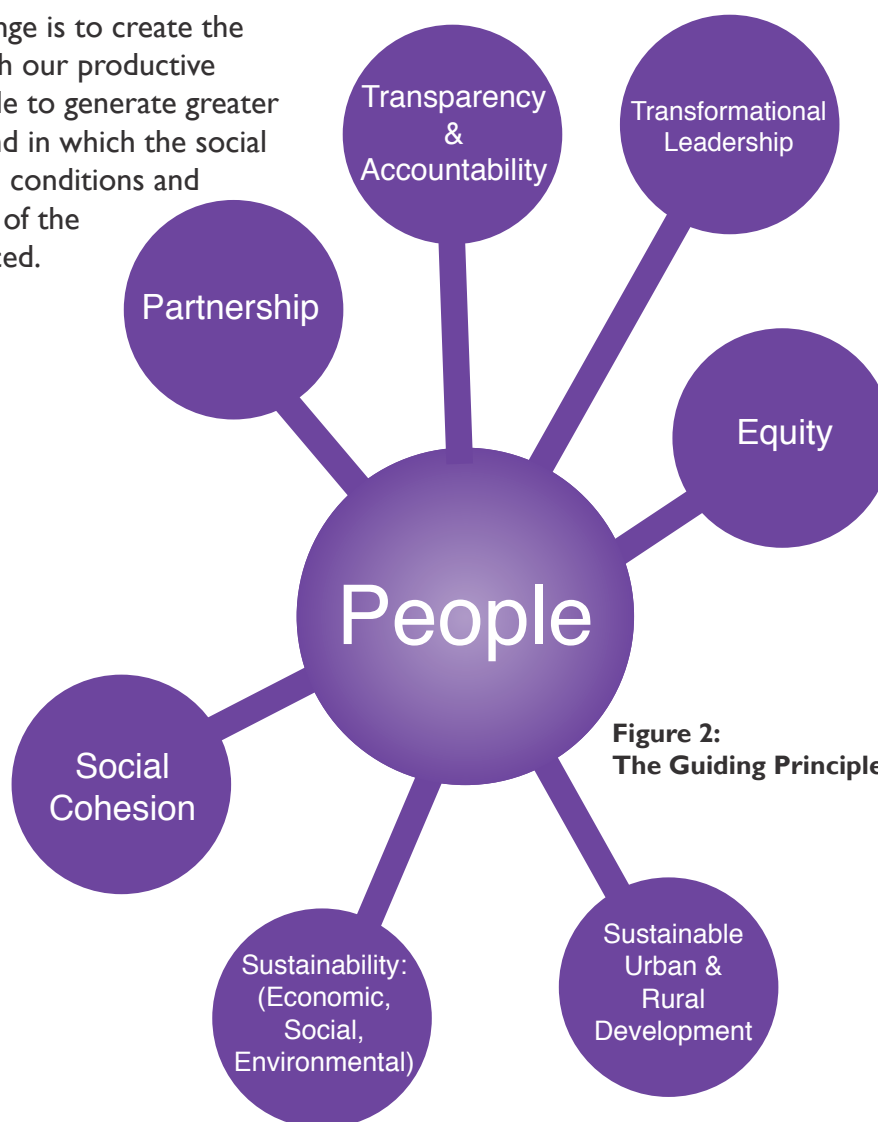 nge is to create the
h our productive
le to generate greater
nd in which the social
conditions and
of the
ced.
Transparency
&
Accountability
Transformational
Leadership
Partnership
Equity
People
Figure 2:
The Guiding Principle
Social
Cohesion
Sustainability:
(Economic,
Social,
Environmental)
Sustainable
Urban &
Rural
Development